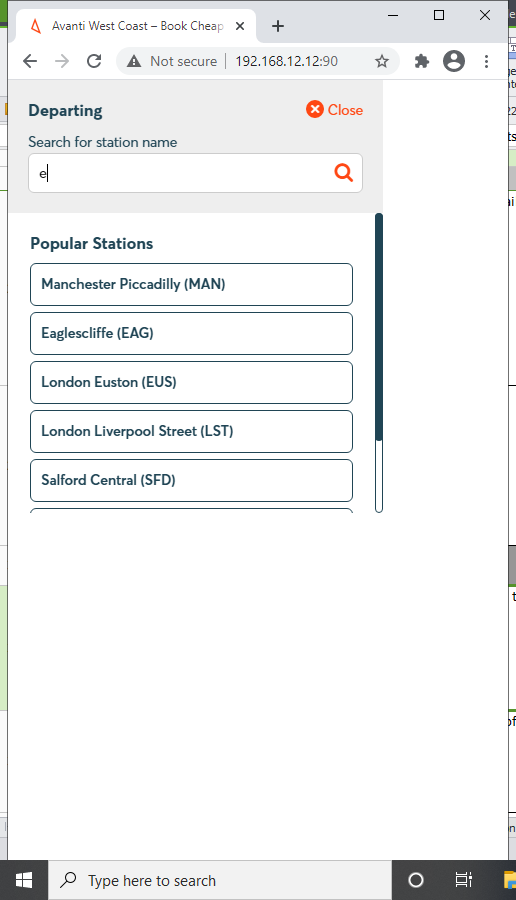 Avanti West Coast – Book Cheap
Not secure
192.168.12.12:90
Departing
Close
Search for station name
e
Popular Stations
Manchester Piccadilly (MAN)
Eaglescliffe (EAG)
London Euston (EUS)
London Liverpool Street (LST)
Salford Central (SFD)
Type here to search